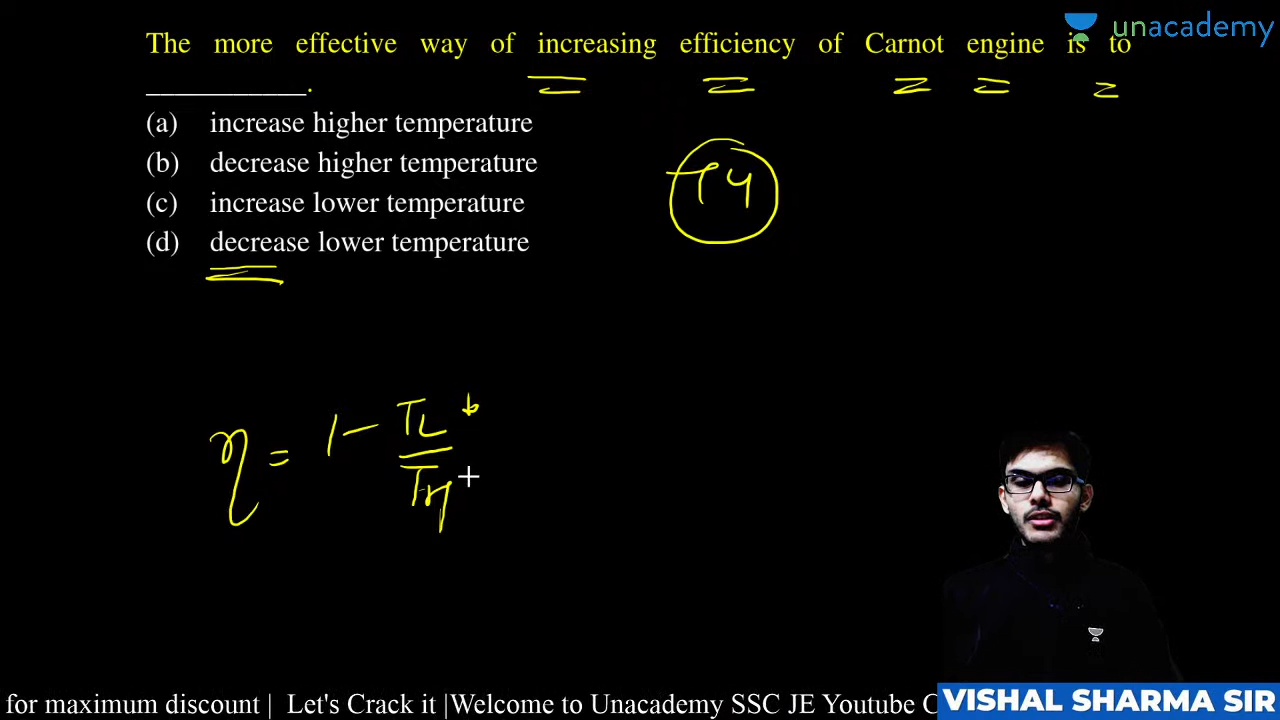 The more effective way of increasing efficiency of Carnot engine is to
___________.
(a) increase higher temperature
(b) decrease higher temperature
(c) increase lower temperature
(d) decrease lower temperature
unacademy
η = 1 - TL
TH
for maximum discount | Let's Crack it |Welcome to Unacademy SSC JE Youtube C
VISHAL SHARMA SIR